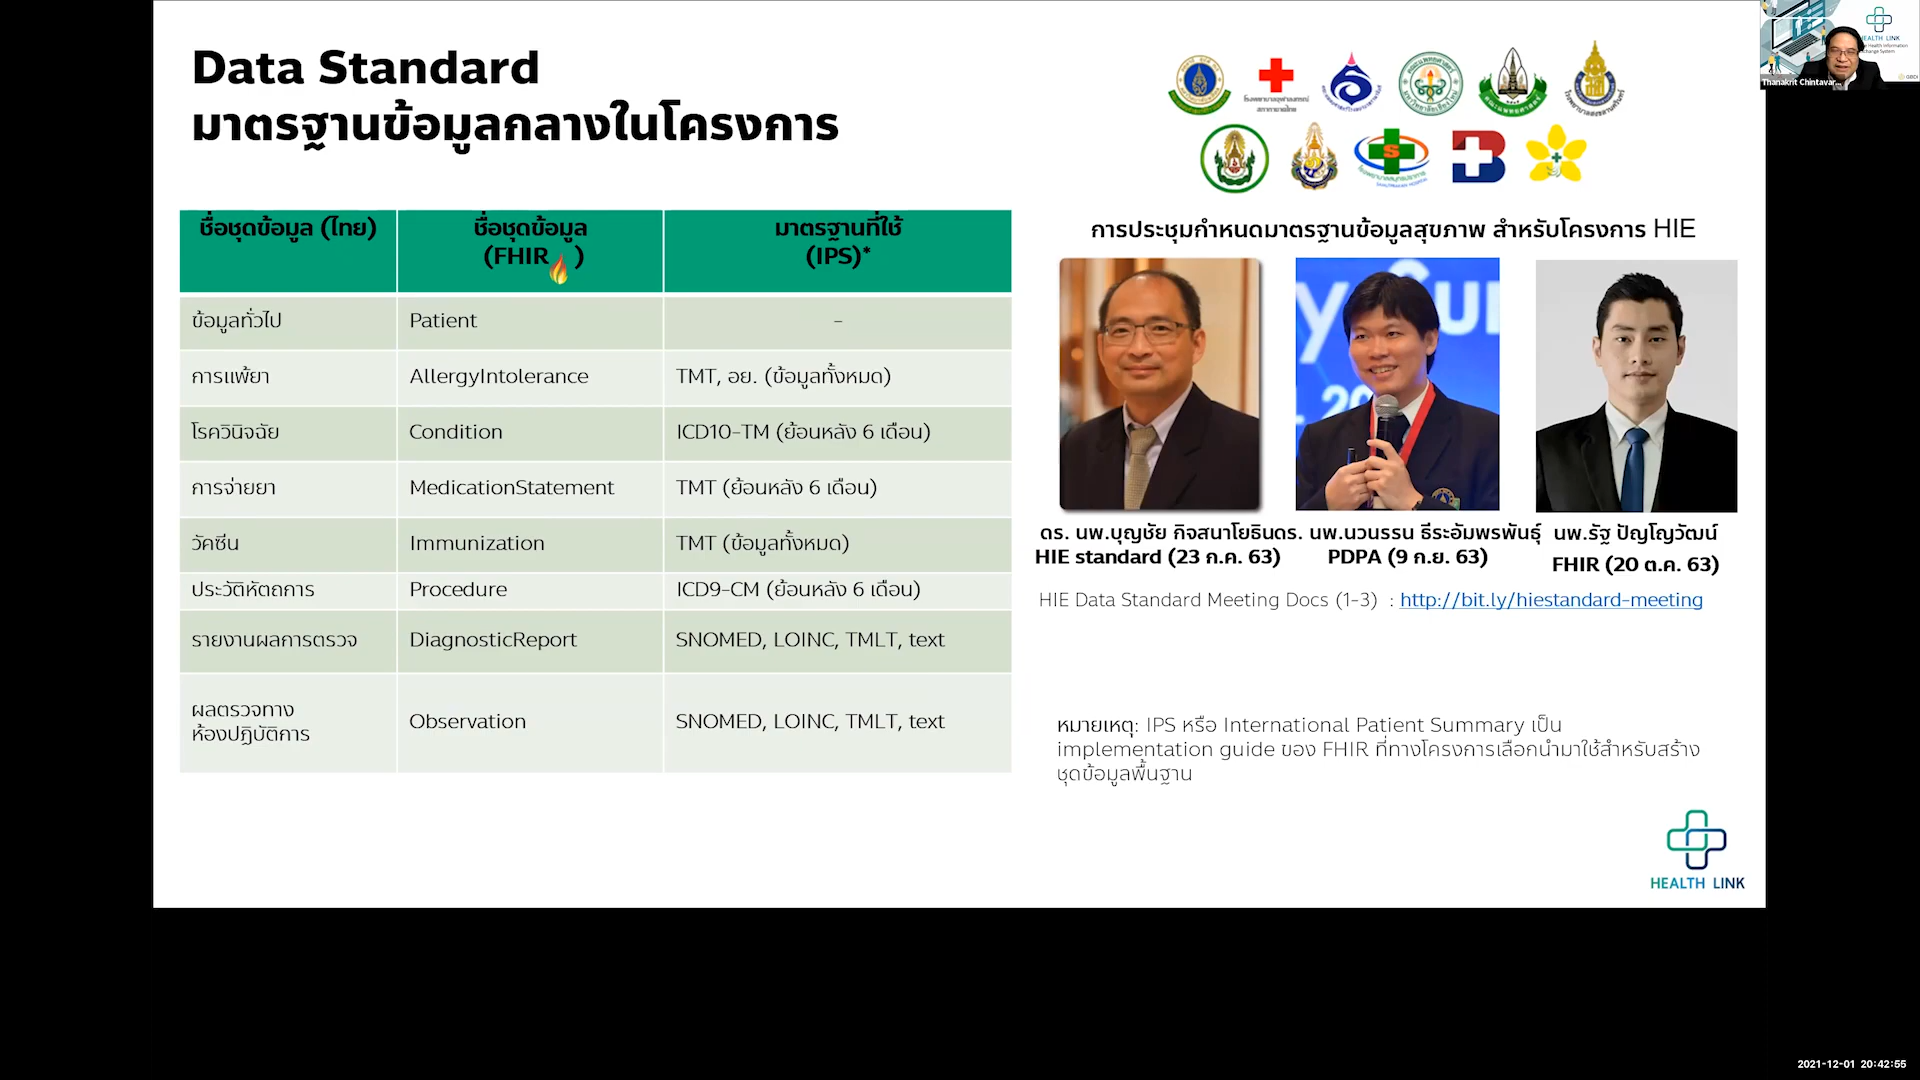 Data Standard
มาตรฐานข้อมูลกลางในโครงการ
ชื่อชุดข้อมูล (ไทย)
ชื่อชุดข้อมูล
(FHIR )
มาตรฐานที่ใช้
(IPS)*
ข้อมูลทั่วไป
Patient
-
การแพ้ยา
AllergyIntolerance
TMT, อย. (ข้อมูลทั้งหมด)
โรควินิจฉัย
Condition
ICD10-TM (ย้อนหลัง 6 เดือน)
การจ่ายยา
MedicationStatement
TMT (ย้อนหลัง 6 เดือน)
วัคซีน
Immunization
TMT (ข้อมูลทั้งหมด)
ประวัติหัตถการ
Procedure
ICD9-CM (ย้อนหลัง 6 เดือน)
รายงานผลการตรวจ
DiagnosticReport
SNOMED, LOINC, TMLT, text
ผลตรวจทาง
ห้องปฏิบัติการ
Observation
SNOMED, LOINC, TMLT, text
การประชุมกำหนดมาตรฐานข้อมูลสุขภาพ สำหรับโครงการ HIE
ดร. นพ.บุญชัย กิจสนาโยธิน
HIE standard (23 ก.ค. 63)
ดร. นพ.นวนรรน ธีระอัมพรพันธุ์
PDPA (9 ก.ย. 63)
นพ.รัฐ ปัญโญวัฒน์
FHIR (20 ต.ค. 63)
HIE Data Standard Meeting Docs (1-3) : http://bit.ly/hiestandard-meeting
หมายเหตุ: IPS หรือ International Patient Summary เป็น
implementation guide ของ FHIR ที่ทางโครงการเลือกนำมาใช้สำหรับสร้าง
ชุดข้อมูลพื้นฐาน
HEALTH LINK
Thanakrit Chintavar...
2021-12-01 20:42:55